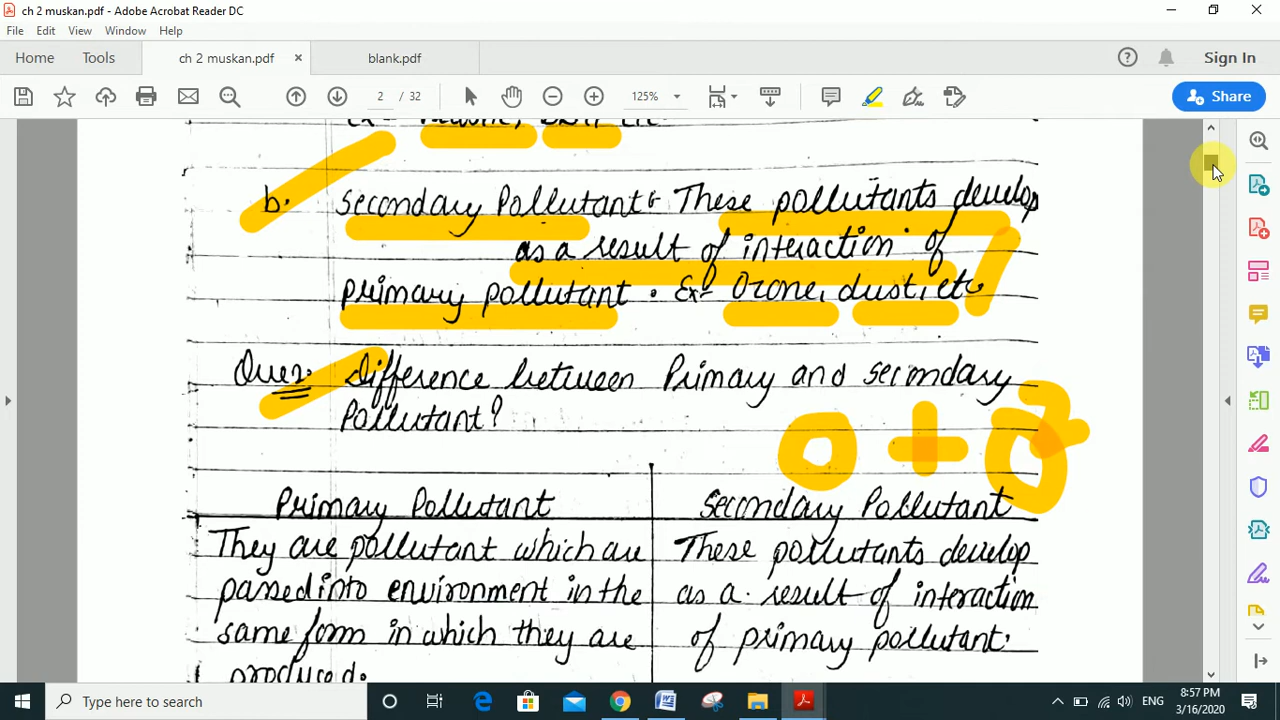 ch 2 muskan.pdf - Adobe Acrobat Reader DC
File Edit View Window Help
Home Tools ch 2 muskan.pdf × blank.pdf Sign In
2 / 32 125% Share
b. Secondary Pollutant:- These pollutants develop
as a result of interaction of
primary pollutant. Ex- Ozone, dust, etc.
Ques. Difference between Primary and secondary
Pollutant?
O + O2
Primary Pollutant Secondary Pollutant
They are pollutant which are These pollutants develop
passed into environment in the as a result of interaction
same form in which they are of primary pollutant.
produced.
Type here to search ENG 8:57 PM
3/16/2020